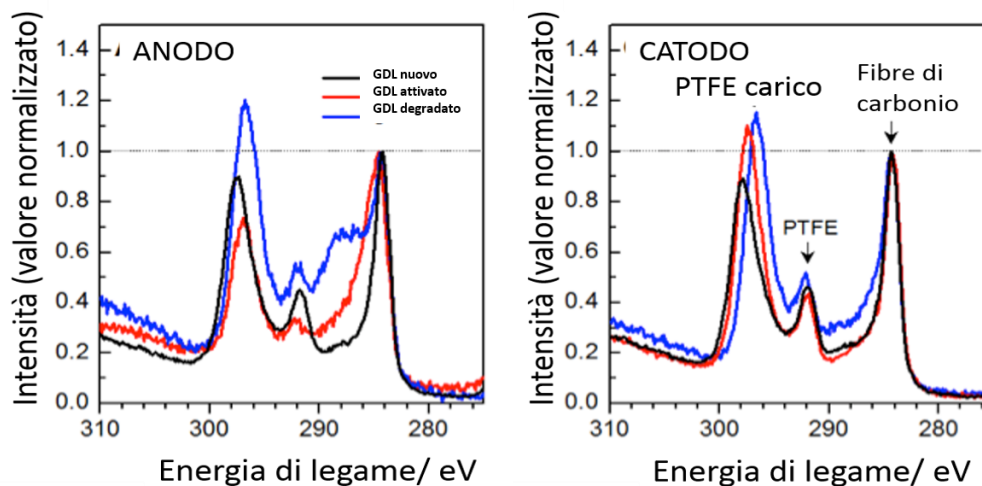 Intensità (valore normalizzato)
1.4
1.2
1.0
0.8
0.6
0.4
0.2
0.0
ANODO
GDL nuovo
GDL attivato
GDL degradato
310
300
290
280
Energia di legame/ eV
Intensità (valore normalizzato)
1.4
1.2
1.0
0.8
0.6
0.4
0.2
0.0
CATODO
PTFE carico
Fibre di
carbonio
PTFE
310
300
290
280
Energia di legame/ eV